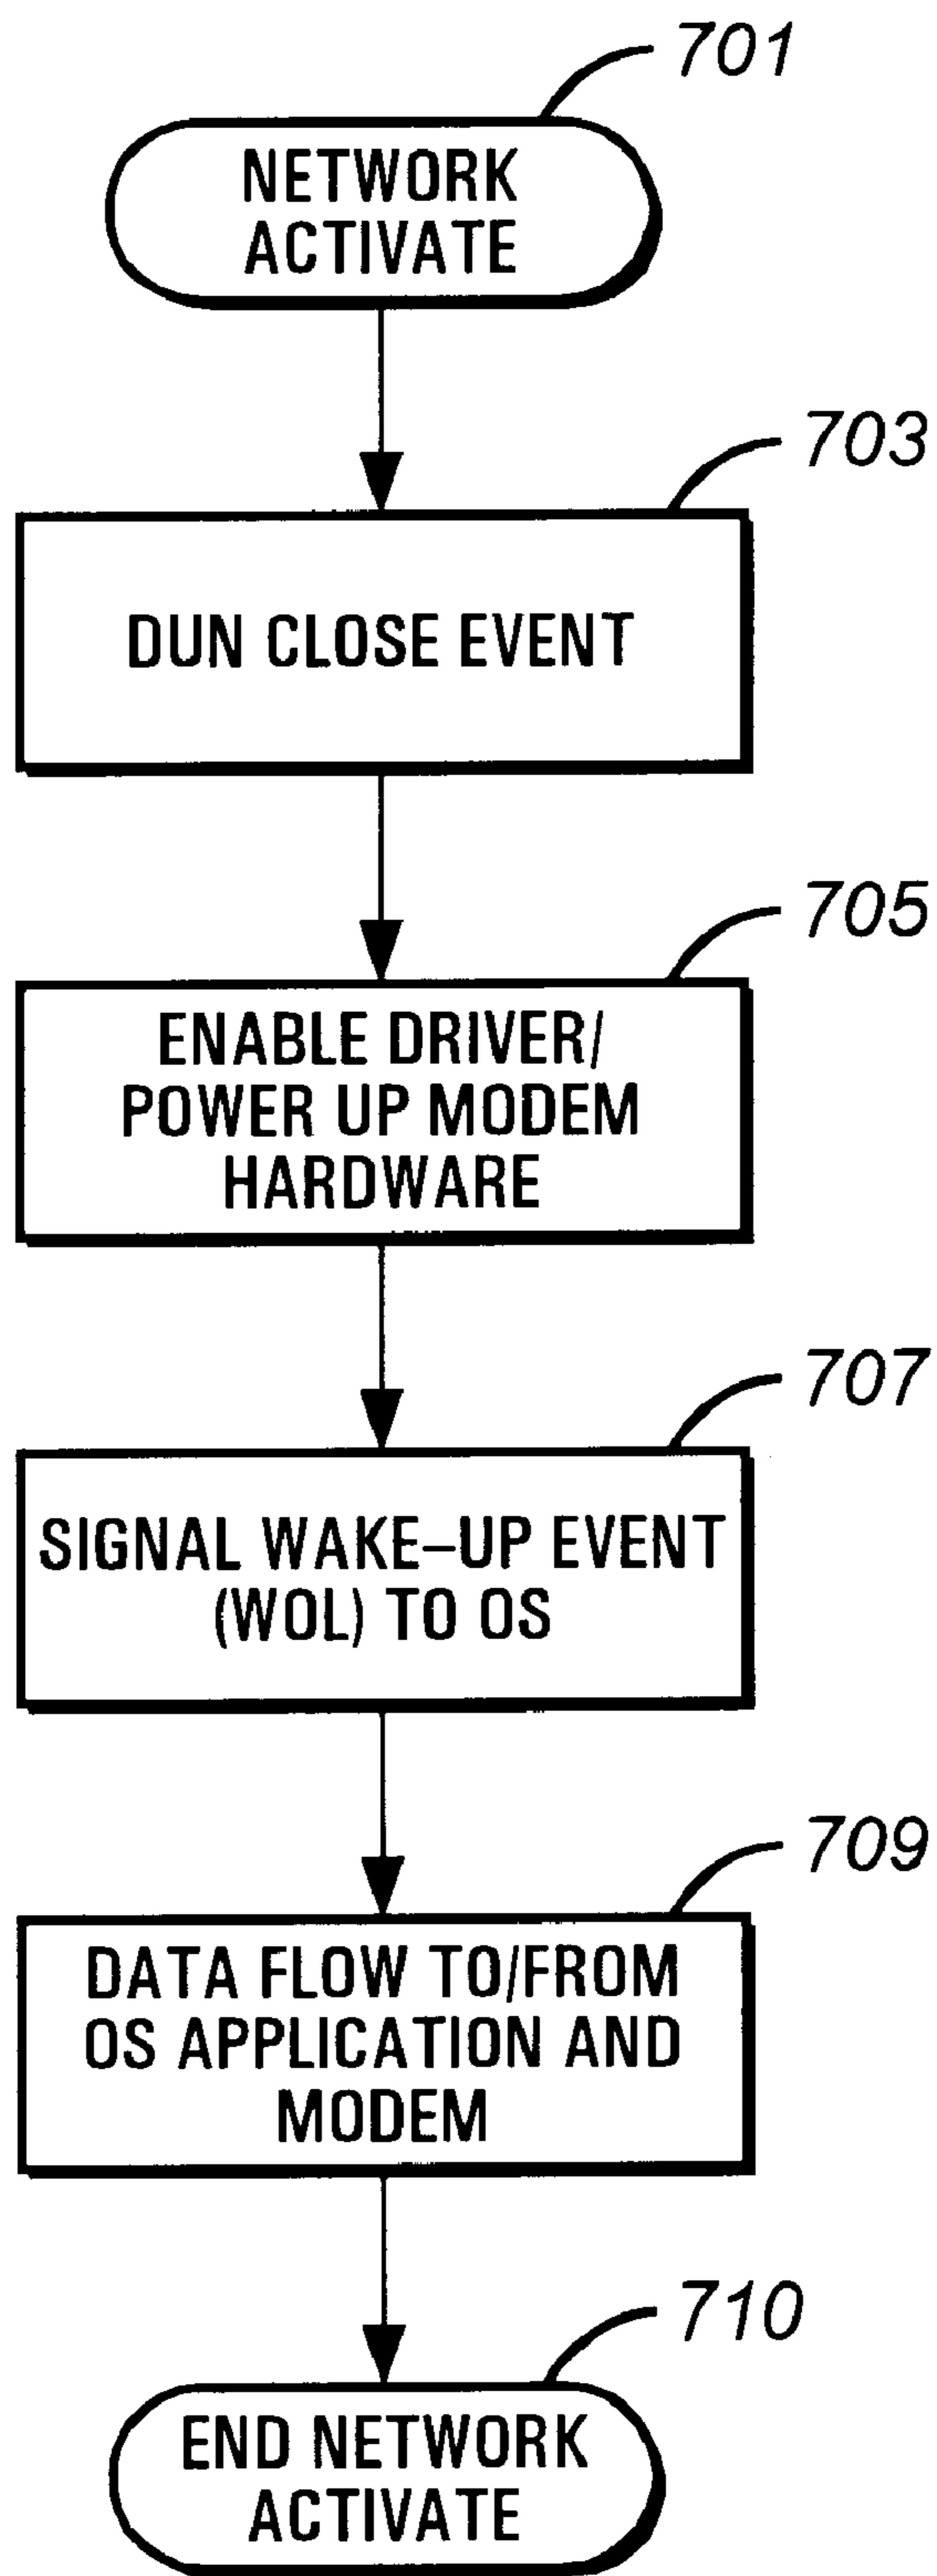 701
NETWORK
ACTIVATE
703
DUN CLOSE EVENT
705
ENABLE DRIVER/
POWER UP MODEM
HARDWARE
707
SIGNAL WAKE–UP EVENT
(WOL) TO OS
709
DATA FLOW TO/FROM
OS APPLICATION AND
MODEM
710
END NETWORK
ACTIVATE